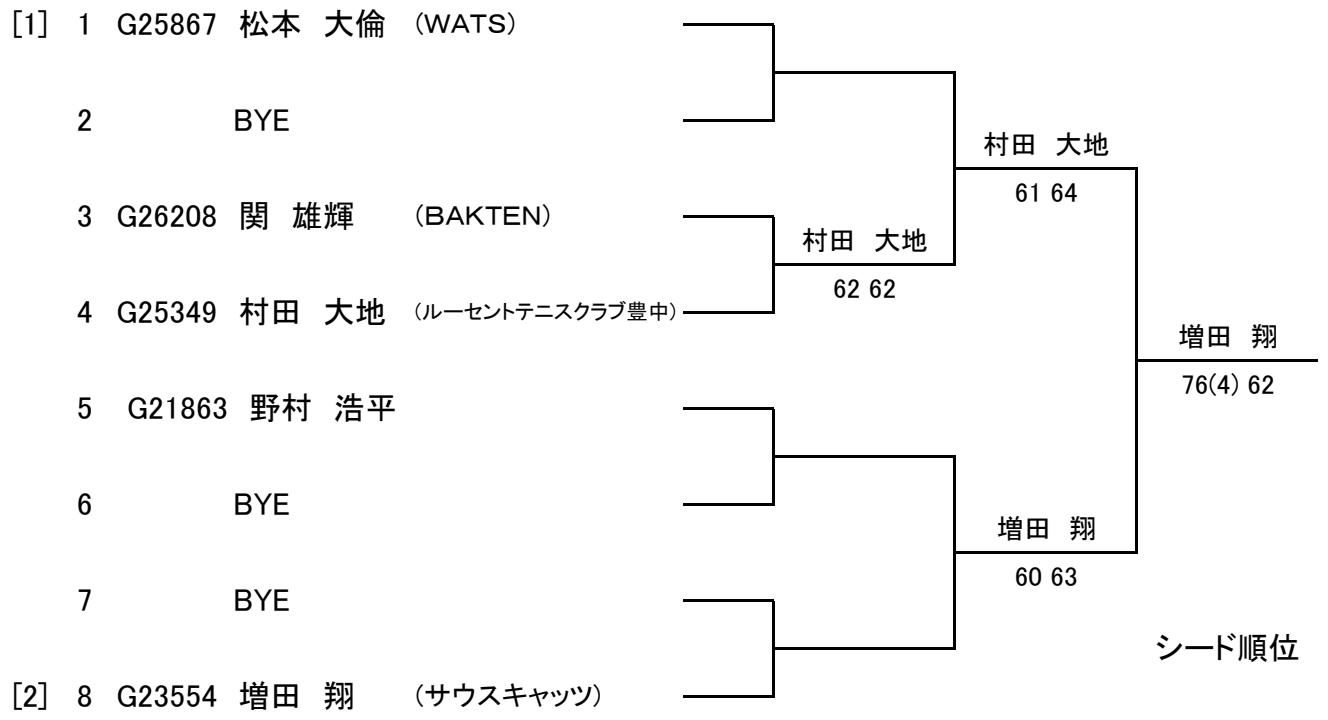 [1] 1 G25867 松本 大倫 (WATS)
2 BYE
村田 大地
61 64
3 G26208 関 雄輝 (BAKTEN)
村田 大地
62 62
4 G25349 村田 大地 (ルーセントテニスクラブ豊中)
増田 翔
76(4) 62
5 G21863 野村 浩平
6 BYE
増田 翔
60 63
7 BYE
シード順位
[2] 8 G23554 増田 翔 (サウスキャッツ)